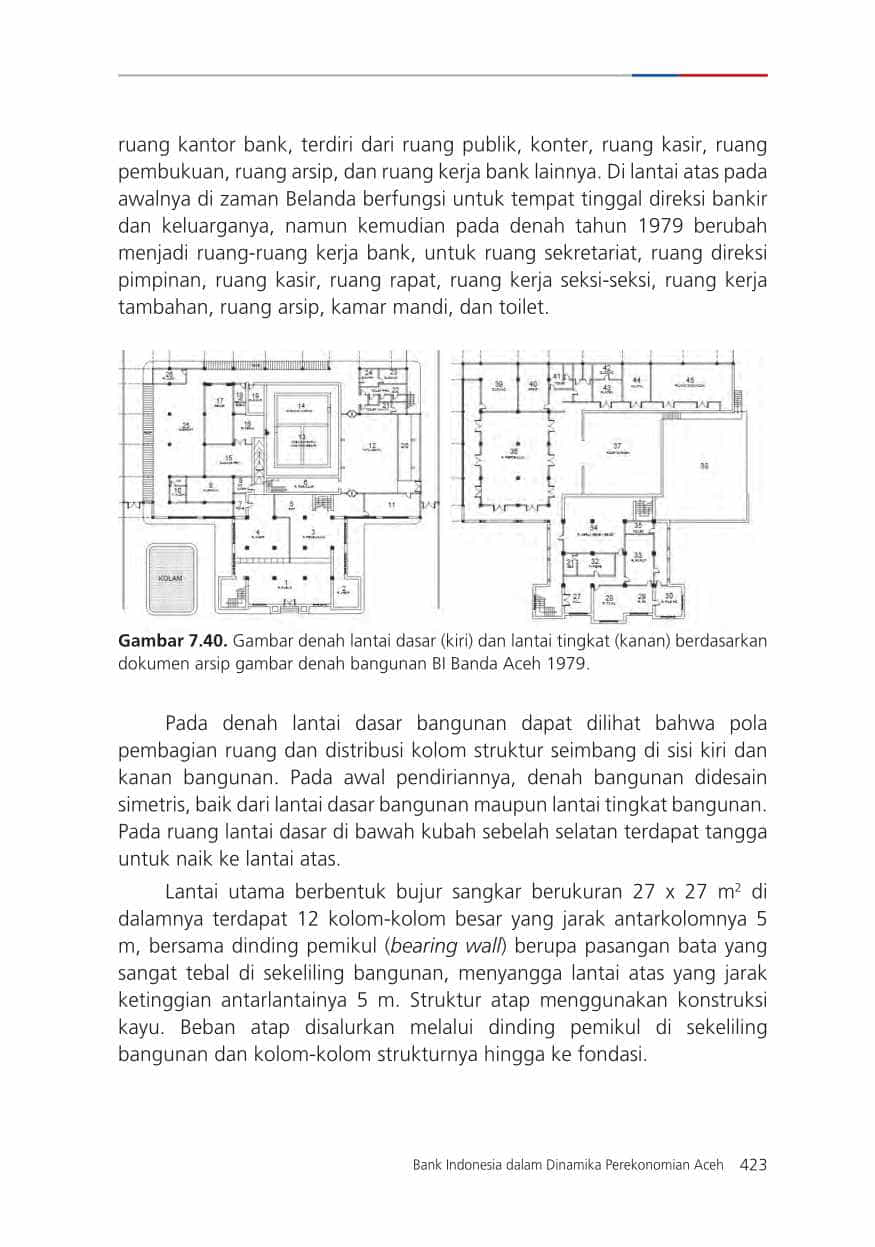 ruang kantor bank, terdiri dari ruang publik, konter, ruang kasir, ruang
pembukuan, ruang arsip, dan ruang kerja bank lainnya. Di lantai atas pada
awalnya di zaman Belanda berfungsi untuk tempat tinggal direksi bankir
dan keluarganya, namun kemudian pada denah tahun 1979 berubah
menjadi ruang-ruang kerja bank, untuk ruang sekretariat, ruang direksi
pimpinan, ruang kasir, ruang rapat, ruang kerja seksi-seksi, ruang kerja
tambahan, ruang arsip, kamar mandi, dan toilet.
26 24 23
17 18 19 14
25 16 13 12 20
15
10 9 8 6
7 5 11
4 3
KOLAM 1 2
39 40 41 42 43 44 45
38 37 36
34 35
31 32 33
27 28 29 30
Gambar 7.40. Gambar denah lantai dasar (kiri) dan lantai tingkat (kanan) berdasarkan
dokumen arsip gambar denah bangunan BI Banda Aceh 1979.
Pada denah lantai dasar bangunan dapat dilihat bahwa pola
pembagian ruang dan distribusi kolom struktur seimbang di sisi kiri dan
kanan bangunan. Pada awal pendiriannya, denah bangunan didesain
simetris, baik dari lantai dasar bangunan maupun lantai tingkat bangunan.
Pada ruang lantai dasar di bawah kubah sebelah selatan terdapat tangga
untuk naik ke lantai atas.
Lantai utama berbentuk bujur sangkar berukuran 27 x 27 m² di
dalamnya terdapat 12 kolom-kolom besar yang jarak antarkolomnya 5
m, bersama dinding pemikul (bearing wall) berupa pasangan bata yang
sangat tebal di sekeliling bangunan, menyangga lantai atas yang jarak
ketinggian antarlantainya 5 m. Struktur atap menggunakan konstruksi
kayu. Beban atap disalurkan melalui dinding pemikul di sekeliling
bangunan dan kolom-kolom strukturnya hingga ke fondasi.
Bank Indonesia dalam Dinamika Perekonomian Aceh 423